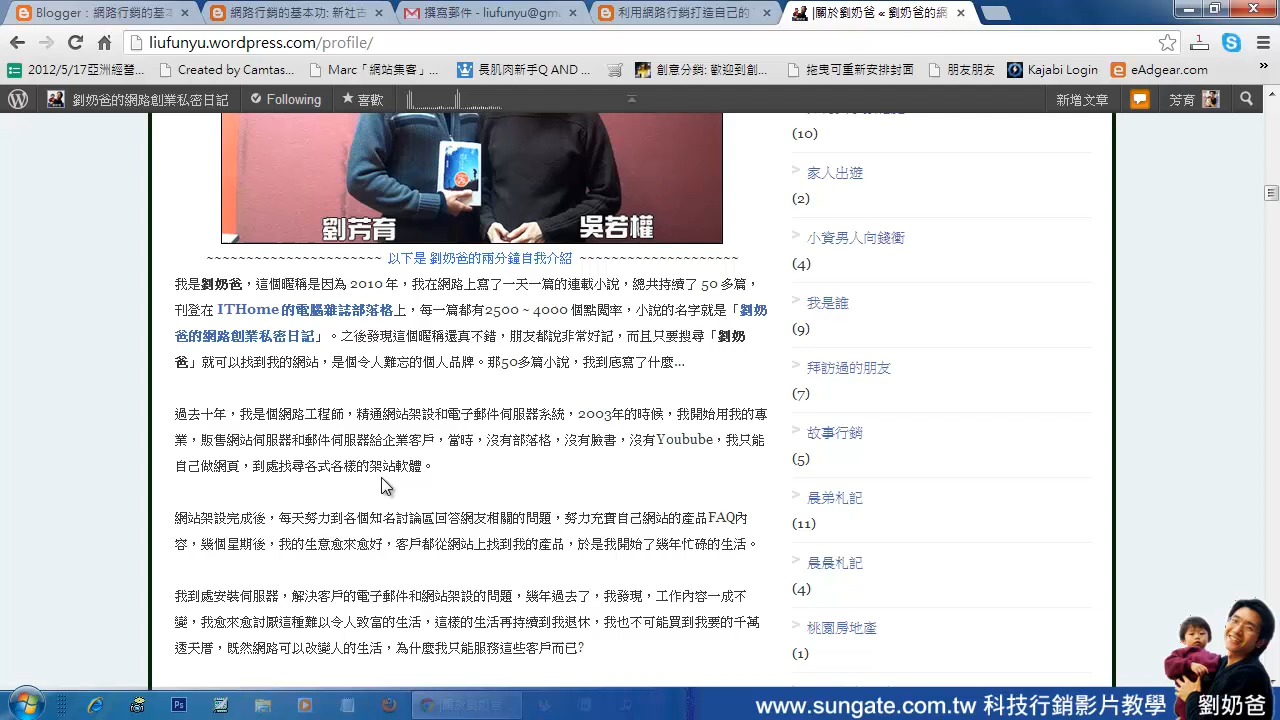 Blogger：網路行銷的基本
網路行銷的基本功: 新社古
撰寫郵件 - liufunyu@gm
利用網路行銷打造自己的
|關於劉奶爸 « 劉奶爸的網
liufunyu.wordpress.com/profile/
2012/5/17亞洲經營...
Created by Camtas...
Marc「網站集客」...
長肌肉斬手Q AND ...
創意分銷: 歡迎到創...
拖曳可重新安排封面
朋友朋友
Kajabi Login
eAdgear.com
»
劉奶爸的網路創業私密日記
Following
喜歡
新增文章
芳育
劉芳育
吳若權
~~~~~~~~~~~~~~~~~~~~ 以下是 劉奶爸的兩分鐘自我介紹 ~~~~~~~~~~~~~~~~~~
我是劉奶爸，這個暱稱是因為 2010 年，我在網路上寫了一天一篇的連載小說，總共持續了 50 多篇，
刊登在 ITHome 的電腦雜誌部落格上，每一篇都有2500 ~ 4000 個點閱率，小說的名字就是「劉奶
爸的網路創業私密日記」。之後發現這個暱稱還真不錯，朋友都說非常好記，而且只要搜尋「劉奶
爸」就可以找到我的網站，是個令人難忘的個人品牌。那50多篇小說，我到底寫了什麼…
過去十年，我是個網路工程師，精通網站架設和電子郵件伺服器系統，2003年的時候，我開始用我的專
業，販售網站伺服器和郵件伺服器給企業客戶，當時，沒有部落格，沒有臉書，沒有Youbube，我只能
自己做網頁，到處找尋各式各樣的架站軟體。
網站架設完成後，每天努力到各個知名討論區回答網友相關的問題，努力充實自己網站的產品FAQ內
容，幾個星期後，我的生意愈來愈好，客戶都從網站上找到我的產品，於是我開始了幾年忙碌的生活。
我到處安裝伺服器，解決客戶的電子郵件和網站架設的問題，幾年過去了，我發現，工作內容一成不
變，我愈來愈討厭這種難以令人致富的生活，這樣的生活再持續到我退休，我也不可能買到我要的千萬
透天厝，既然網路可以改變人的生活，為什麼我只能服務這些客戶而已?
(10)
> 家人出遊
(2)
> 小資男人向錢衝
(4)
> 我是誰
(9)
> 拜訪過的朋友
(7)
> 故事行銷
(5)
> 晨弟札記
(11)
> 晨晨札記
(4)
> 桃園房地產
(1)
www.sungate.com.tw 科技行銷影片教學
劉奶爸